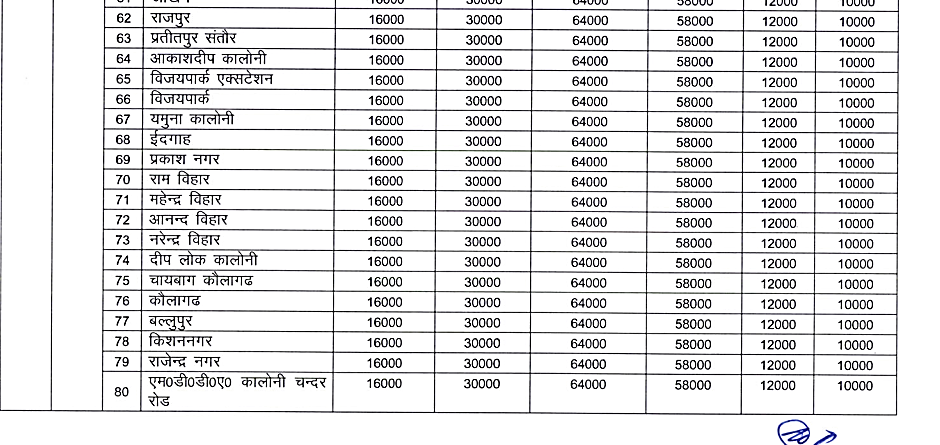 62 राजपुर 16000 30000 64000 58000 12000 10000
63 प्रतीतपुर संतौर 16000 30000 64000 58000 12000 10000
64 आकाशदीप कालोनी 16000 30000 64000 58000 12000 10000
65 विजयपार्क एक्सटेशन 16000 30000 64000 58000 12000 10000
66 विजयपार्क 16000 30000 64000 58000 12000 10000
67 यमुना कालोनी 16000 30000 64000 58000 12000 10000
68 ईदगाह 16000 30000 64000 58000 12000 10000
69 प्रकाश नगर 16000 30000 64000 58000 12000 10000
70 राम विहार 16000 30000 64000 58000 12000 10000
71 महेन्द्र विहार 16000 30000 64000 58000 12000 10000
72 आनन्द विहार 16000 30000 64000 58000 12000 10000
73 नरेन्द्र विहार 16000 30000 64000 58000 12000 10000
74 दीप लोक कालोनी 16000 30000 64000 58000 12000 10000
75 चायबाग कौलागढ 16000 30000 64000 58000 12000 10000
76 कौलागढ 16000 30000 64000 58000 12000 10000
77 बल्लुपुर 16000 30000 64000 58000 12000 10000
78 किशननगर 16000 30000 64000 58000 12000 10000
79 राजेन्द्र नगर 16000 30000 64000 58000 12000 10000
80 एम0डी0डी0ए0 कालोनी चन्दर 16000 30000 64000 58000 12000 10000
रोड